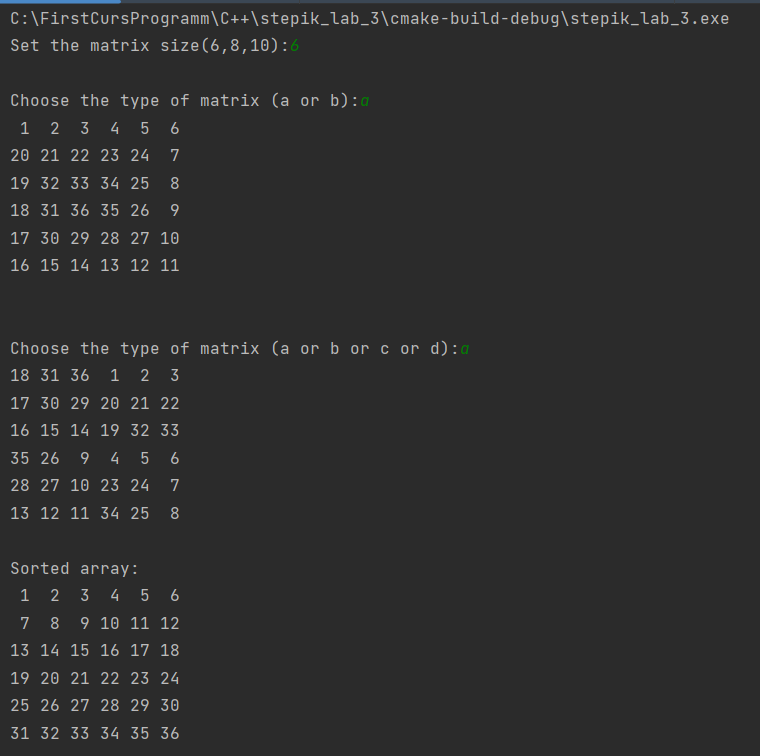 C:\FirstCursProgramm\C++\stepik_lab_3\cmake-build-debug\stepik_lab_3.exe
Set the matrix size(6,8,10):6
Choose the type of matrix (a or b):a
 1  2  3  4  5  6
20 21 22 23 24  7
19 32 33 34 25  8
18 31 36 35 26  9
17 30 29 28 27 10
16 15 14 13 12 11
Choose the type of matrix (a or b or c or d):a
18 31 36  1  2  3
17 30 29 20 21 22
16 15 14 19 32 33
35 26  9  4  5  6
28 27 10 23 24  7
13 12 11 34 25  8
Sorted array:
 1  2  3  4  5  6
 7  8  9 10 11 12
13 14 15 16 17 18
19 20 21 22 23 24
25 26 27 28 29 30
31 32 33 34 35 36